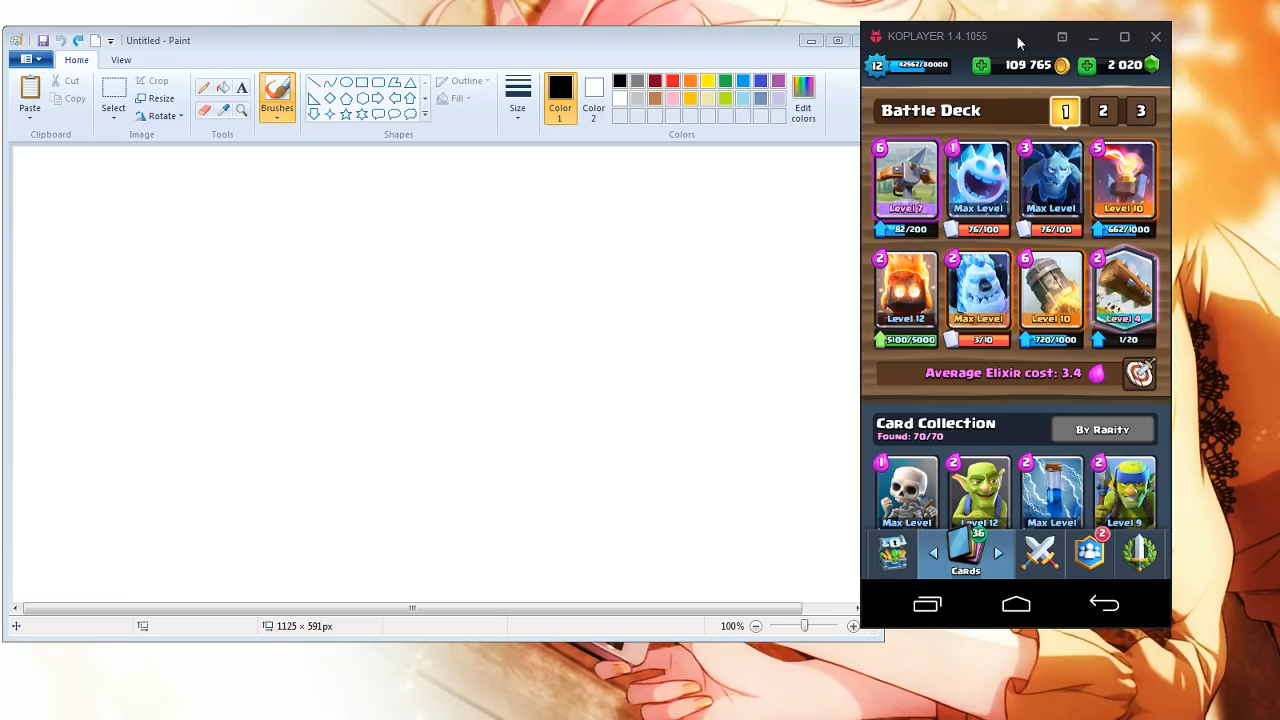 Untitled - Paint
Home View
Paste
Cut
Copy
Clipboard
Select
Crop
Resize
Rotate
Image
Tools
Brushes
Outline
Fill
Shapes
Size
Color 1
Color 2
Edit colors
Colors
1125 × 591px
100%
KOPLAYER 1.4.1055
12 42962/80000 109 765 2 020
Battle Deck 1 2 3
6 1 3 5
Level 7 Max Level Max Level Level 10
82/200 76/100 76/100 662/1000
2 2 6 2
Level 12 Max Level Level 10 Level 4
5100/5000 3/10 720/1000 1/20
Average Elixir cost: 3.4
Card Collection
Found: 70/70
By Rarity
1 2 2 2
Max Level Level 12 Max Level Level 9
36 2
Cards